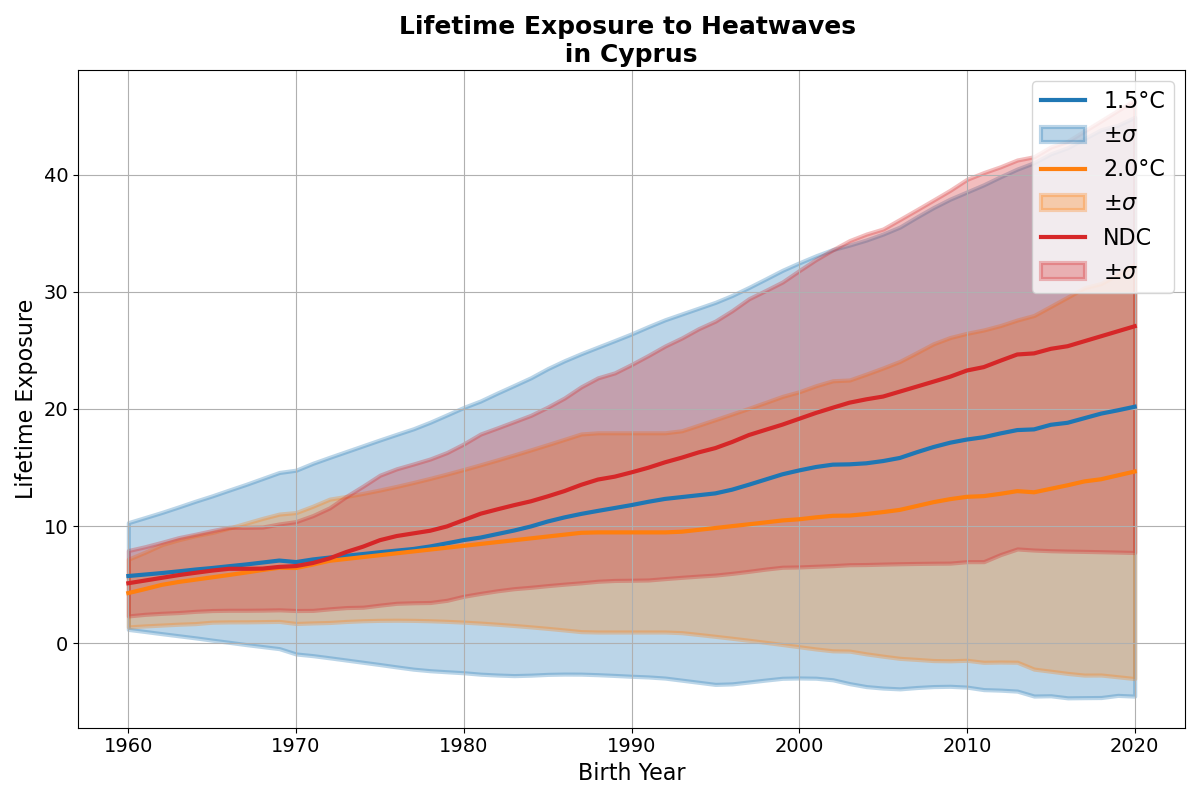 Lifetime Exposure to Heatwaves
in Cyprus
1.5°C
±σ
2.0°C
±σ
NDC
±σ
Lifetime Exposure
40
30
20
10
0
1960
1970
1980
1990
2000
2010
2020
Birth Year